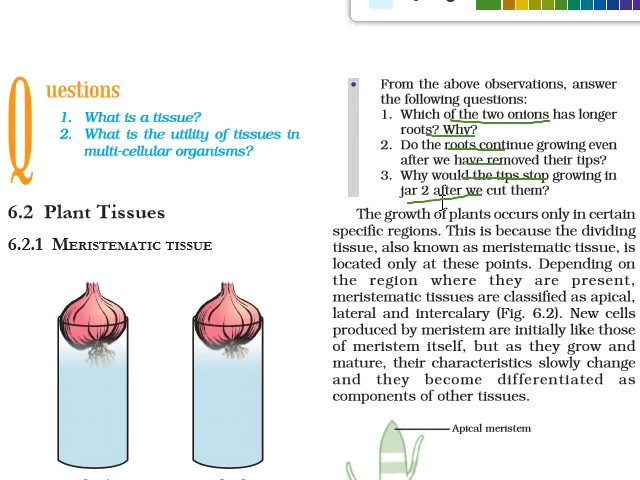 Questions
1. What is a tissue?
2. What is the utility of tissues in
multi-cellular organisms?
6.2 Plant Tissues
6.2.1 MERISTEMATIC TISSUE
From the above observations, answer
the following questions:
1. Which of the two onions has longer
roots? Why?
2. Do the roots continue growing even
after we have removed their tips?
3. Why would the tips stop growing in
jar 2 after we cut them?
The growth of plants occurs only in certain
specific regions. This is because the dividing
tissue, also known as meristematic tissue, is
located only at these points. Depending on
the region where they are present,
meristematic tissues are classified as apical,
lateral and intercalary (Fig. 6.2). New cells
produced by meristem are initially like those
of meristem itself, but as they grow and
mature, their characteristics slowly change
and they become differentiated as
components of other tissues.
Apical meristem